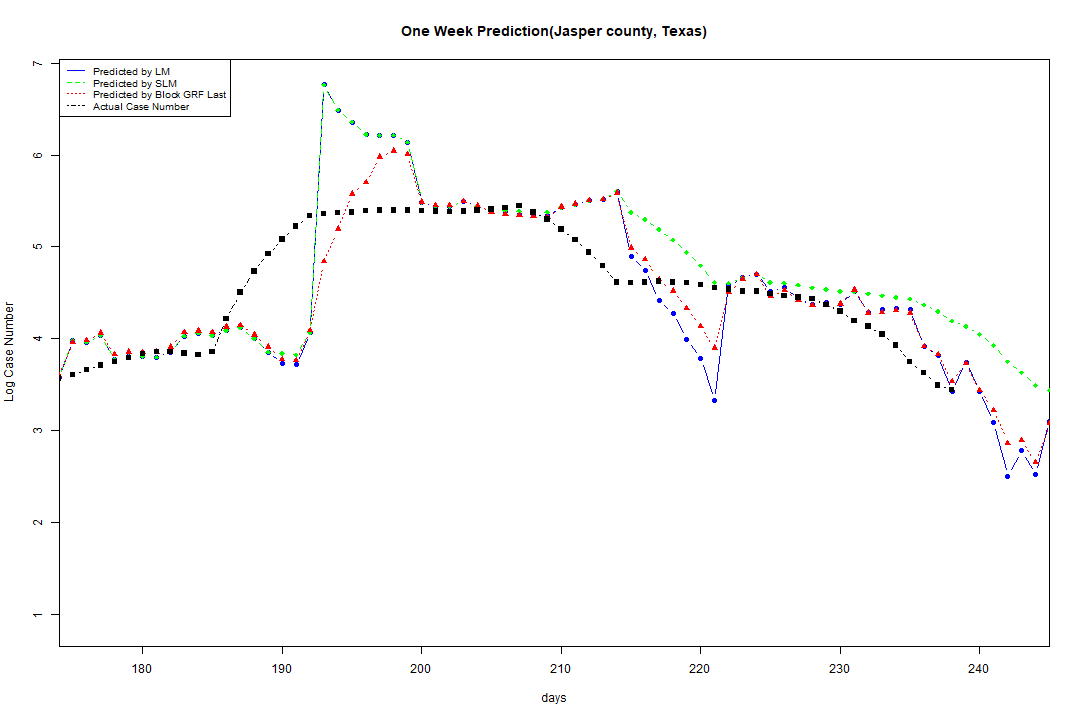 One Week Prediction(Jasper county, Texas)
Predicted by LM
Predicted by SLM
Predicted by Block GRF Last
Actual Case Number
7
6
5
4
3
2
1
Log Case Number
180 190 200 210 220 230 240
days